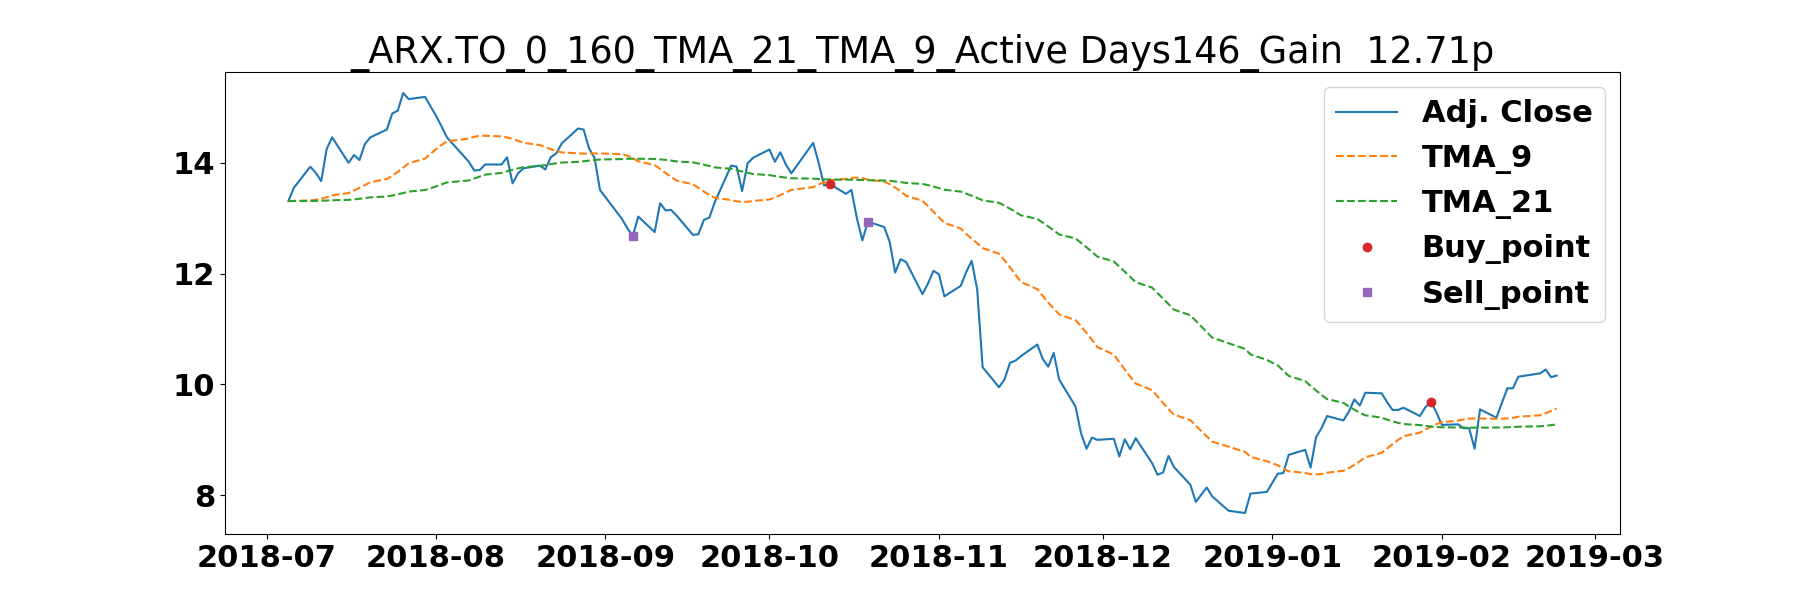 _ARX.TO_0_160_TMA_21_TMA_9_Active Days146_Gain  12.71p
Adj. Close
TMA_9
TMA_21
Buy_point
Sell_point
14
12
10
8
2018-07 2018-08 2018-09 2018-10 2018-11 2018-12 2019-01 2019-02 2019-03